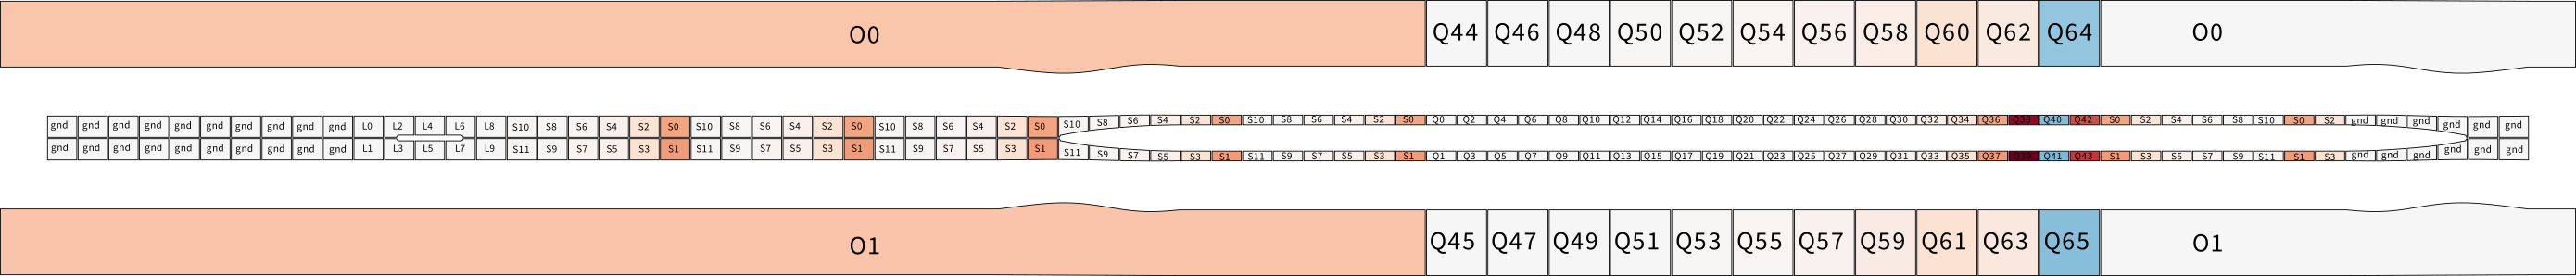 O0 Q44 Q46 Q48 Q50 Q52 Q54 Q56 Q58 Q60 Q62 Q64 O0
gnd gnd gnd gnd gnd gnd gnd gnd gnd gnd L0 L2 L4 L6 L8 S10 S8 S6 S4 S2 S0 S10 S8 S6 S4 S2 S0 S10 S8 S6 S4 S2 S0 S10 S8 S6 S4 S2 S0 S10 S8 S6 S4 S2 S0 Q0 Q2 Q4 Q6 Q8 Q10 Q12 Q14 Q16 Q18 Q20 Q22 Q24 Q26 Q28 Q30 Q32 Q34 Q36 Q38 Q40 Q42 S0 S2 S4 S6 S8 S10 S0 S2 gnd gnd gnd gnd gnd gnd
gnd gnd gnd gnd gnd gnd gnd gnd gnd gnd L1 L3 L5 L7 L9 S11 S9 S7 S5 S3 S1 S11 S9 S7 S5 S3 S1 S11 S9 S7 S5 S3 S1 S11 S9 S7 S5 S3 S1 S11 S9 S7 S5 S3 S1 Q1 Q3 Q5 Q7 Q9 Q11 Q13 Q15 Q17 Q19 Q21 Q23 Q25 Q27 Q29 Q31 Q33 Q35 Q37 Q39 Q41 Q43 S1 S3 S5 S7 S9 S11 S1 S3 gnd gnd gnd gnd gnd gnd
O1 Q45 Q47 Q49 Q51 Q53 Q55 Q57 Q59 Q61 Q63 Q65 O1